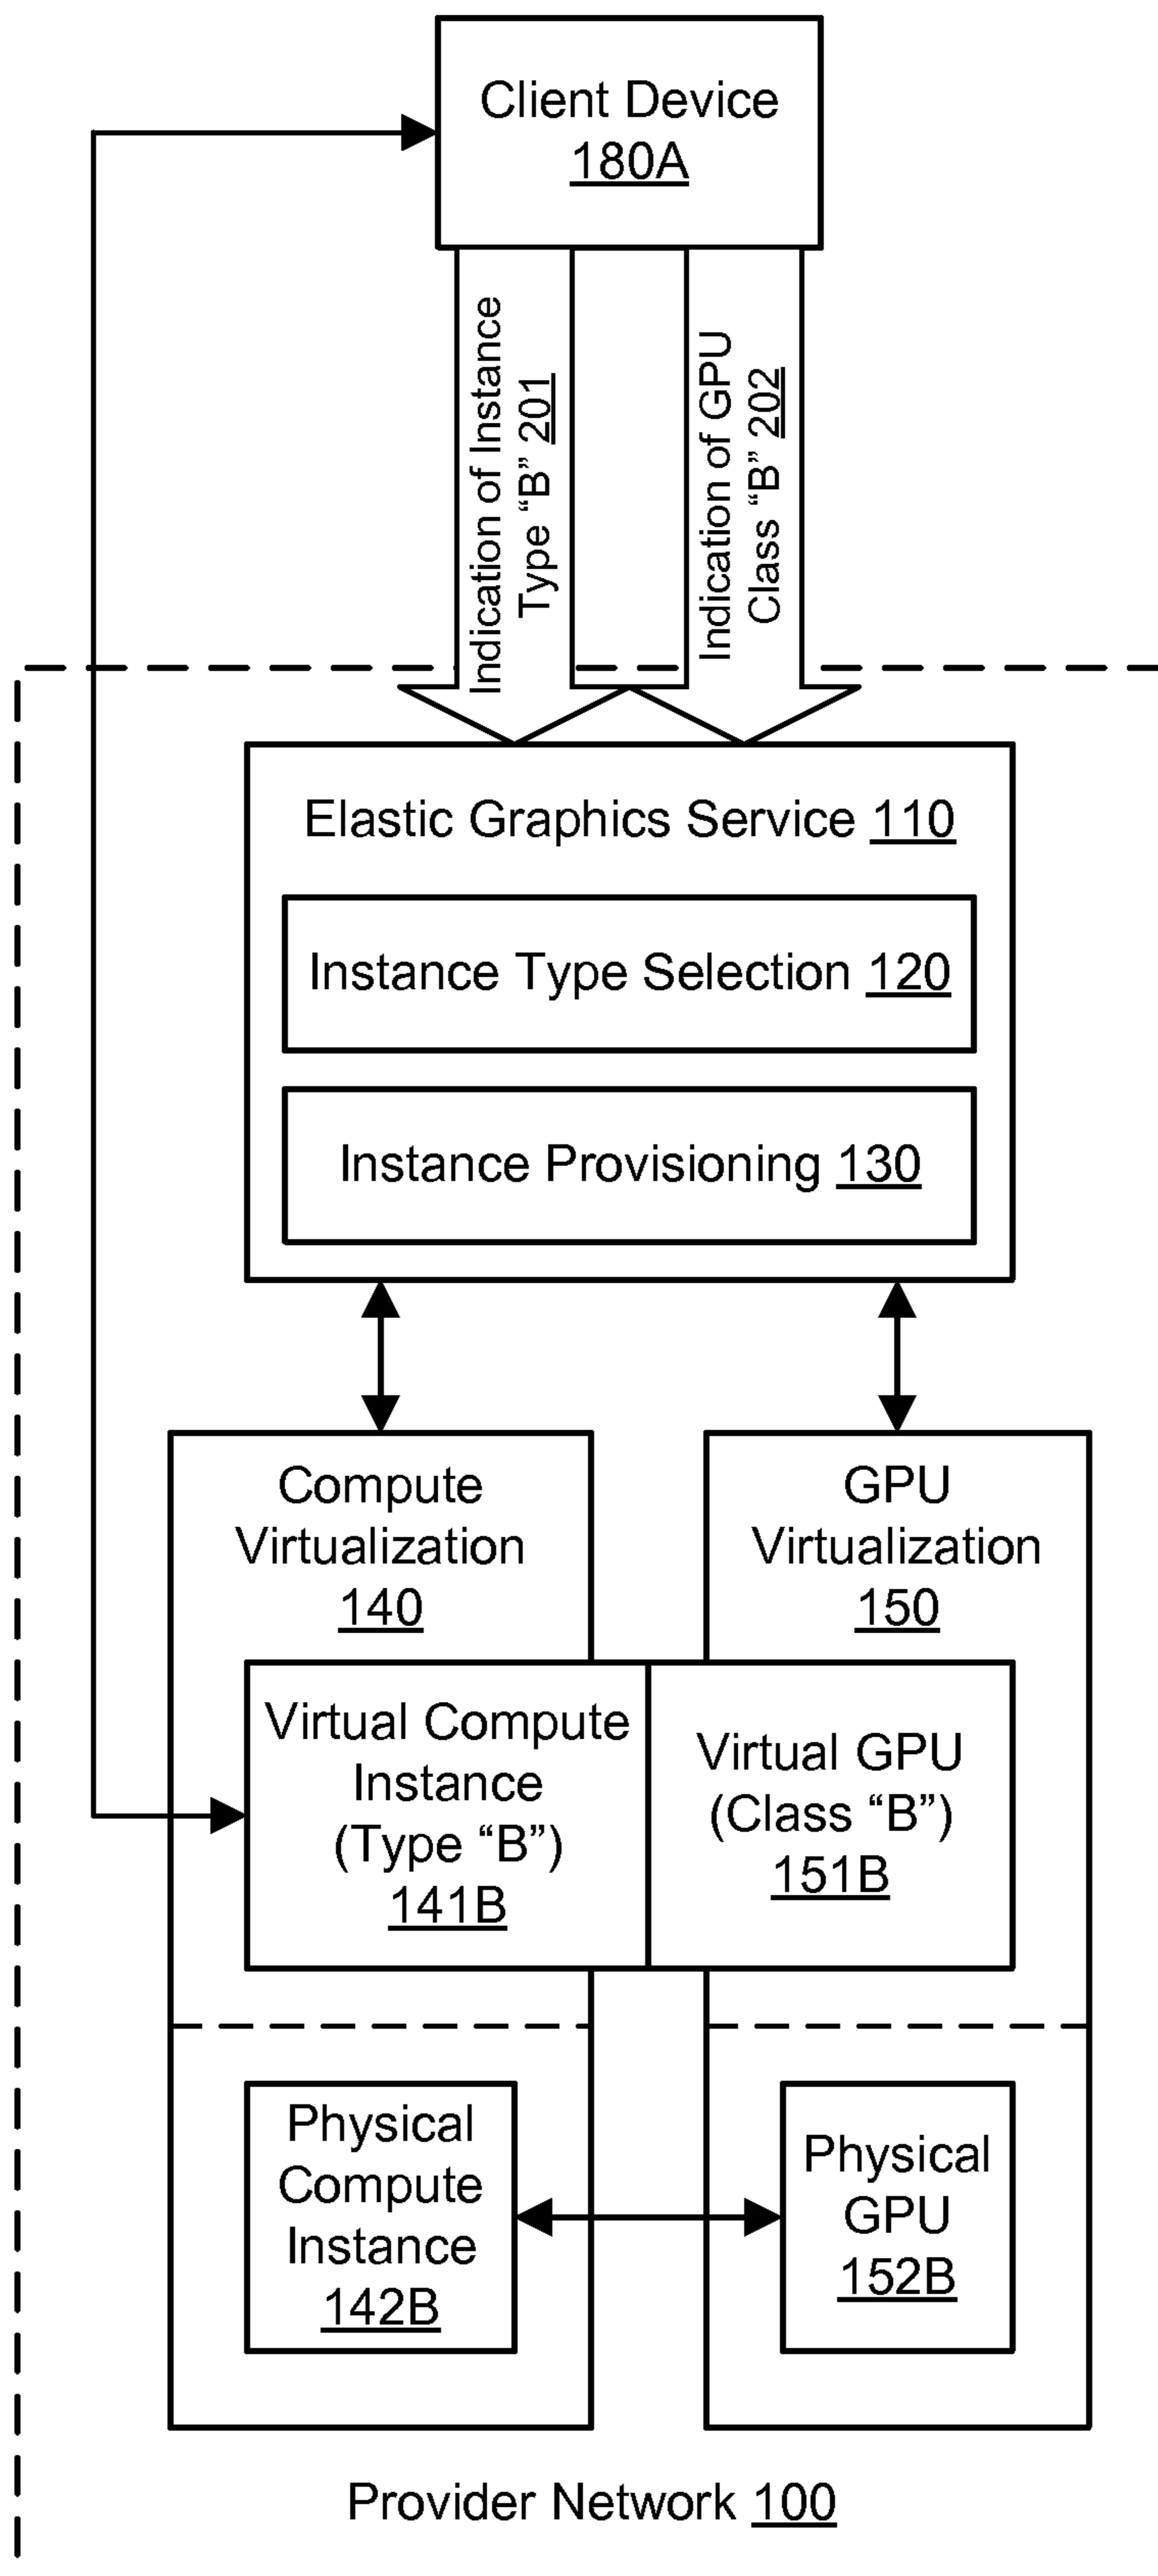 Client Device
180A
Indication of Instance
Type “B” 201
Indication of GPU
Class “B” 202
Elastic Graphics Service 110
Instance Type Selection 120
Instance Provisioning 130
Compute
Virtualization
140
GPU
Virtualization
150
Virtual Compute
Instance
(Type “B”)
141B
Virtual GPU
(Class “B”)
151B
Physical
Compute
Instance
142B
Physical
GPU
152B
Provider Network 100